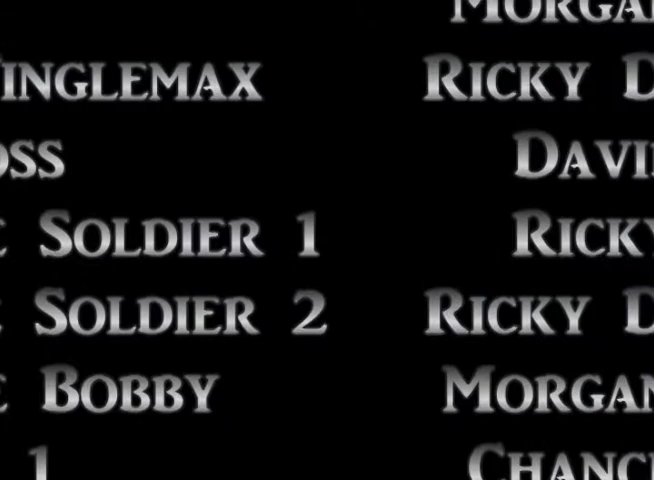 MORGAN
INGLEMAX RICKY D
OSS DAVI
E SOLDIER 1 RICKY
E SOLDIER 2 RICKY D
E BOBBY MORGAN
1 CHANC